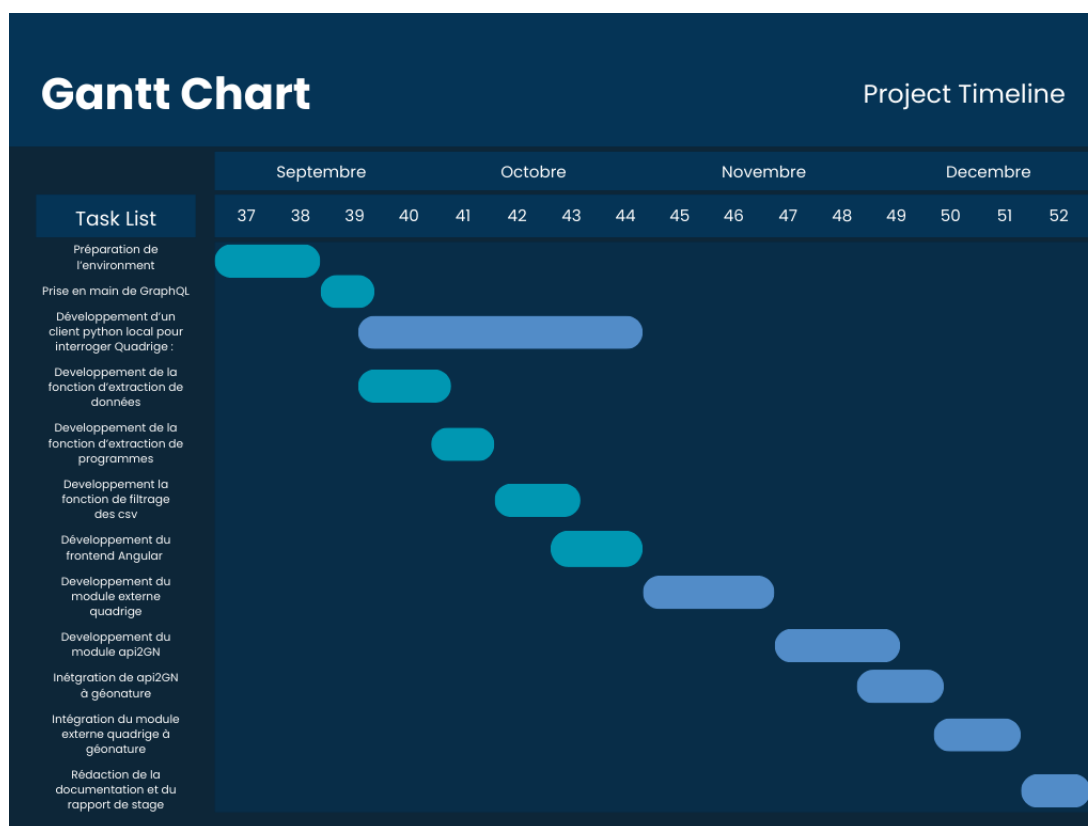 Gantt Chart
Project Timeline
Septembre Octobre Novembre Decembre
Task List 37 38 39 40 41 42 43 44 45 46 47 48 49 50 51 52
Préparation de
l'environment
Prise en main de GraphQL
Développement d'un
client python local pour
interroger Quadrige :
Developpement de la
fonction d'extraction de
données
Developpement de la
fonction d'extraction de
programmes
Developpement la
fonction de filtrage
des csv
Développement du
frontend Angular
Developpement du
module externe
quadrige
Developpement du
module api2GN
Inétgration de api2GN
à géonature
Intégration du module
externe quadrige à
géonature
Rédaction de la
documentation et du
rapport de stage